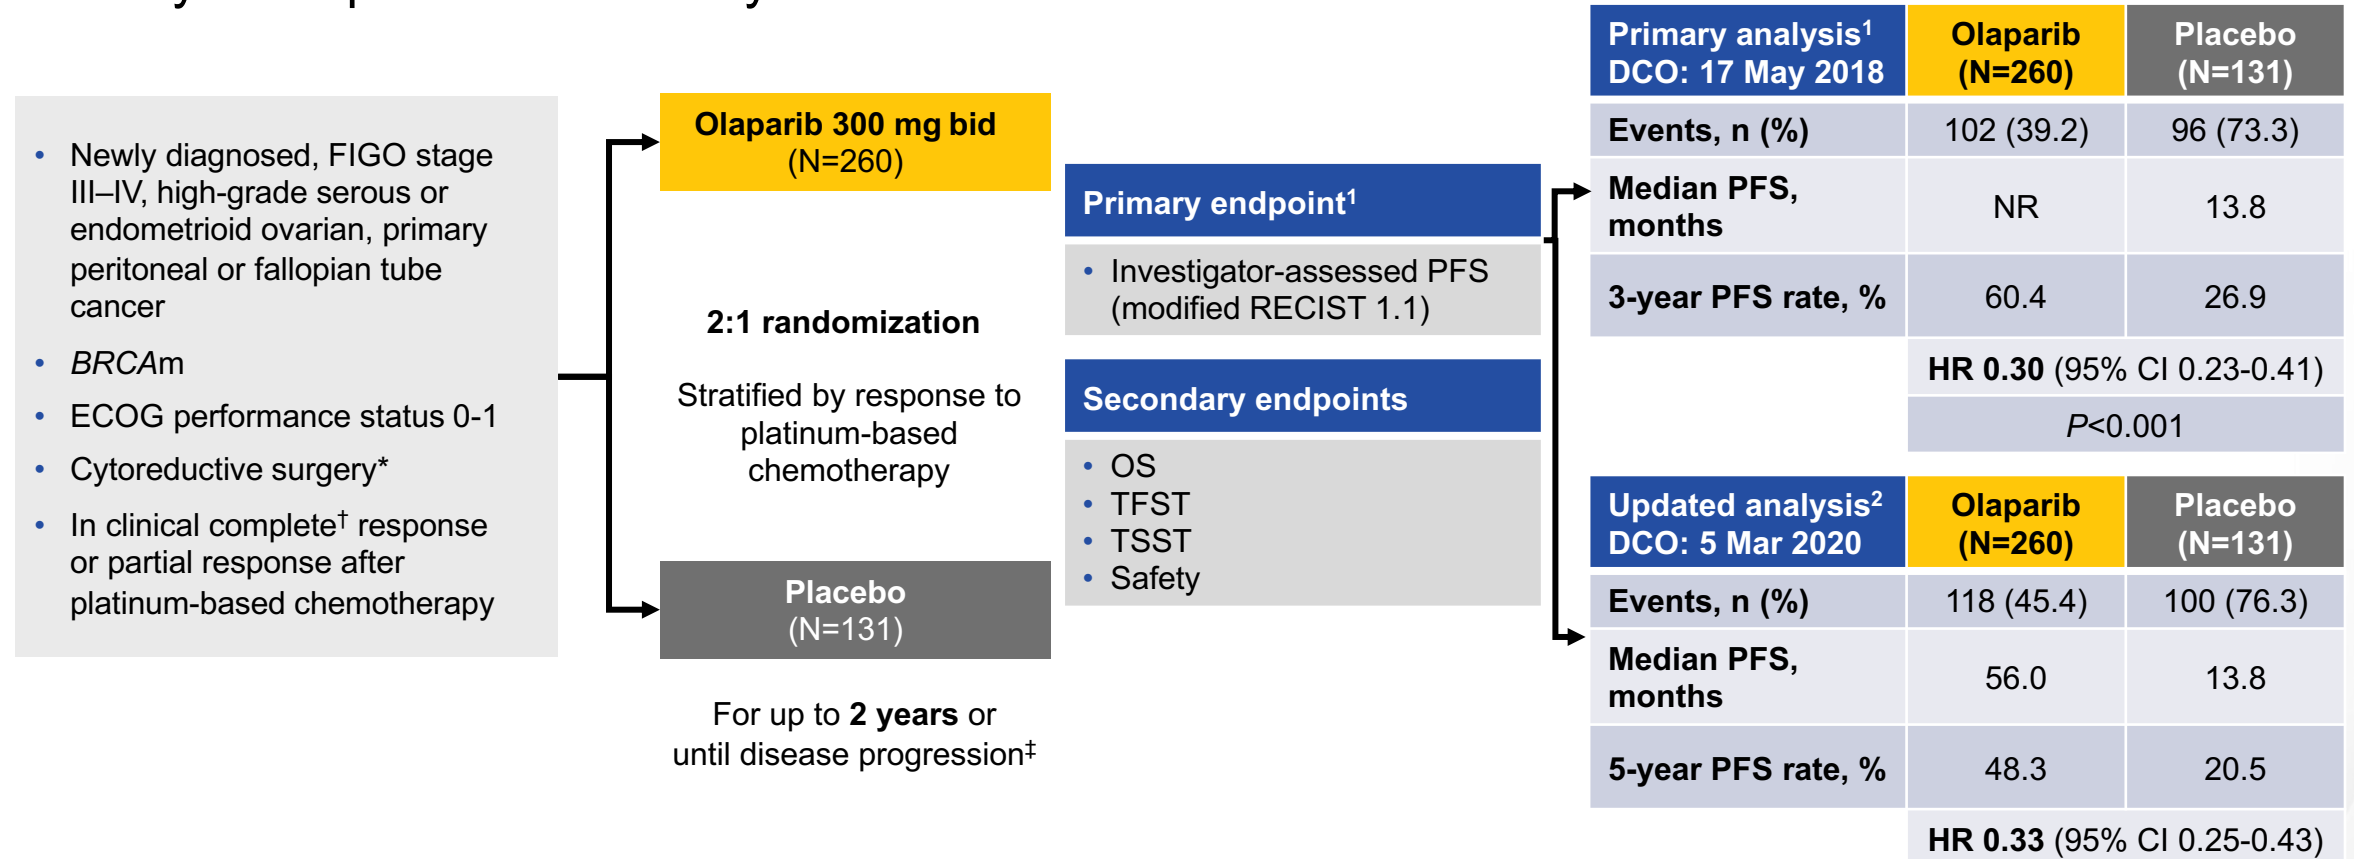 • Newly diagnosed, FIGO stage
III–IV, high-grade serous or
endometrioid ovarian, primary
peritoneal or fallopian tube
cancer
• BRCAm
• ECOG performance status 0-1
• Cytoreductive surgery*
• In clinical complete† response
or partial response after
platinum-based chemotherapy
Olaparib 300 mg bid
(N=260)
2:1 randomization
Stratified by response to
platinum-based
chemotherapy
Placebo
(N=131)
For up to 2 years or
until disease progression‡
Primary endpoint¹
• Investigator-assessed PFS
(modified RECIST 1.1)
Secondary endpoints
• OS
• TFST
• TSST
• Safety
Primary analysis¹ Olaparib Placebo
DCO: 17 May 2018 (N=260) (N=131)
Events, n (%) 102 (39.2) 96 (73.3)
Median PFS,
months NR 13.8
3-year PFS rate, % 60.4 26.9
HR 0.30 (95% CI 0.23-0.41)
P<0.001
Updated analysis² Olaparib Placebo
DCO: 5 Mar 2020 (N=260) (N=131)
Events, n (%) 118 (45.4) 100 (76.3)
Median PFS,
months 56.0 13.8
5-year PFS rate, % 48.3 20.5
HR 0.33 (95% CI 0.25-0.43)